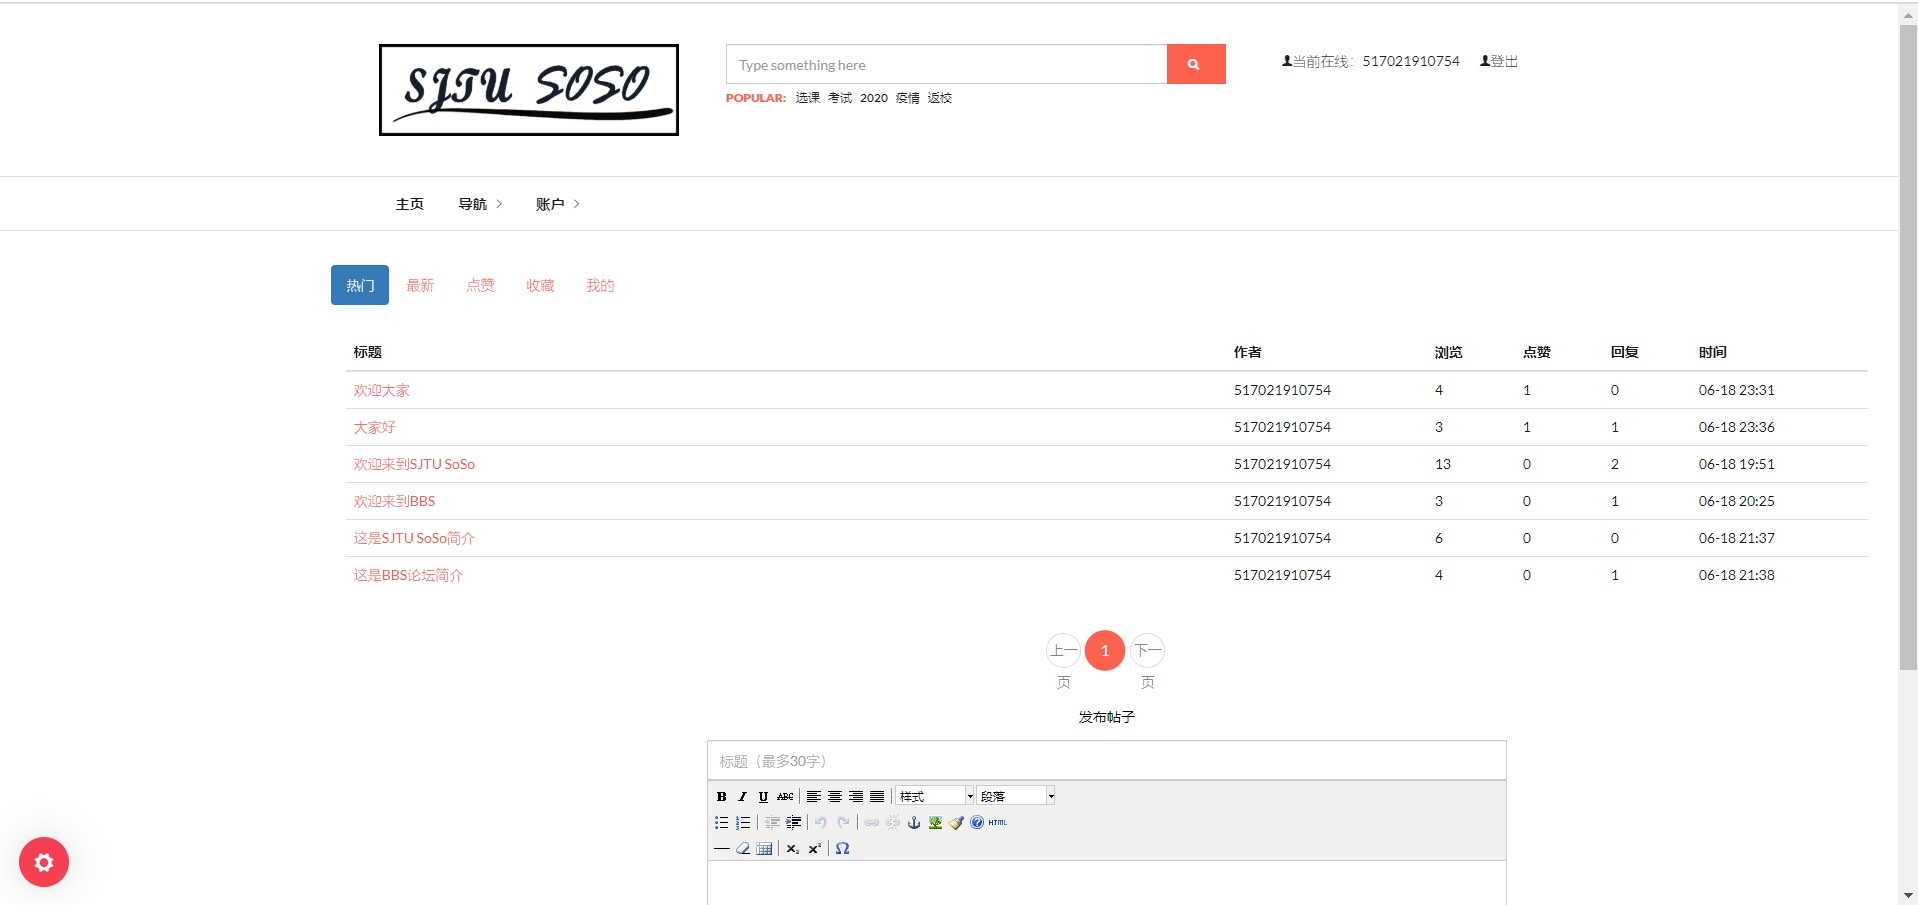 SJTU SOSO
Type something here
当前在线：517021910754 登出
POPULAR: 选课 考试 2020 疫情 返校
主页 导航 账户
热门 最新 点赞 收藏 我的
标题 作者 浏览 点赞 回复 时间
欢迎大家 517021910754 4 1 0 06-18 23:31
大家好 517021910754 3 1 1 06-18 23:36
欢迎来到SJTU SoSo 517021910754 13 0 2 06-18 19:51
欢迎来到BBS 517021910754 3 0 1 06-18 20:25
这是SJTU SoSo简介 517021910754 6 0 0 06-18 21:37
这是BBS论坛简介 517021910754 4 0 1 06-18 21:38
上一页 1 下一页
发布帖子
标题（最多30字）
B I U ABC 样式 段落
HTML
x₂ x² Ω